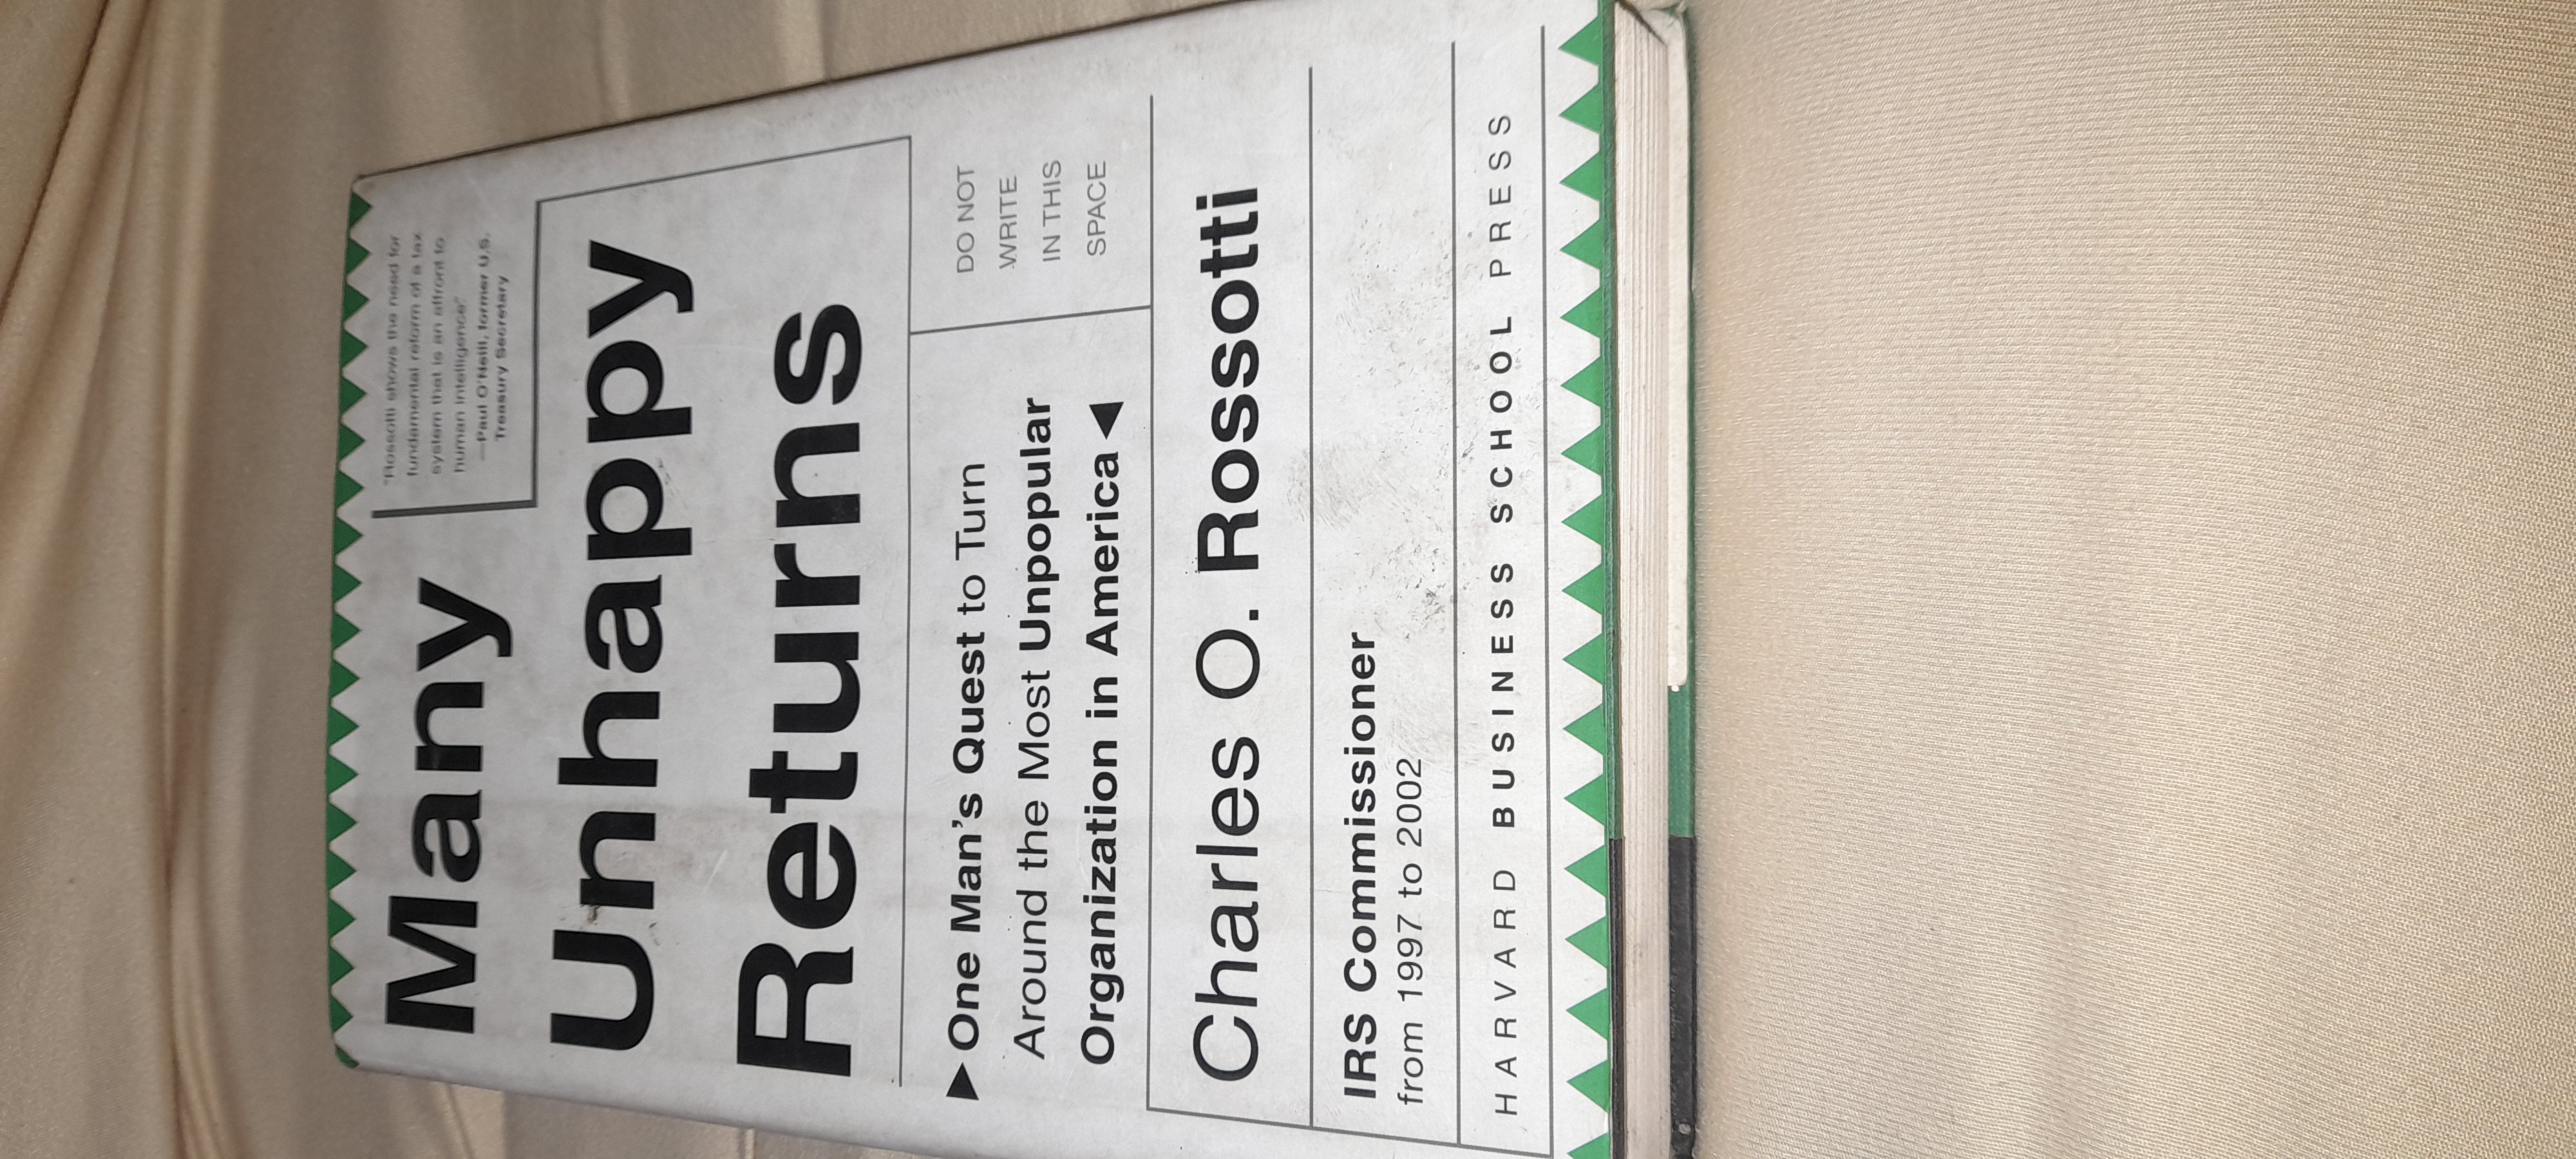 "Rossotti shows the need for
fundamental reform of a tax
system that is an affront to
human intelligence."
—Paul O'Neill, former U.S.
Treasury Secretary
Many
Unhappy
Returns
▶ One Man's Quest to Turn
Around the Most Unpopular
Organization in America ◀
DO NOT
WRITE
IN THIS
SPACE
Charles O. Rossotti
IRS Commissioner
from 1997 to 2002
HARVARD BUSINESS SCHOOL PRESS